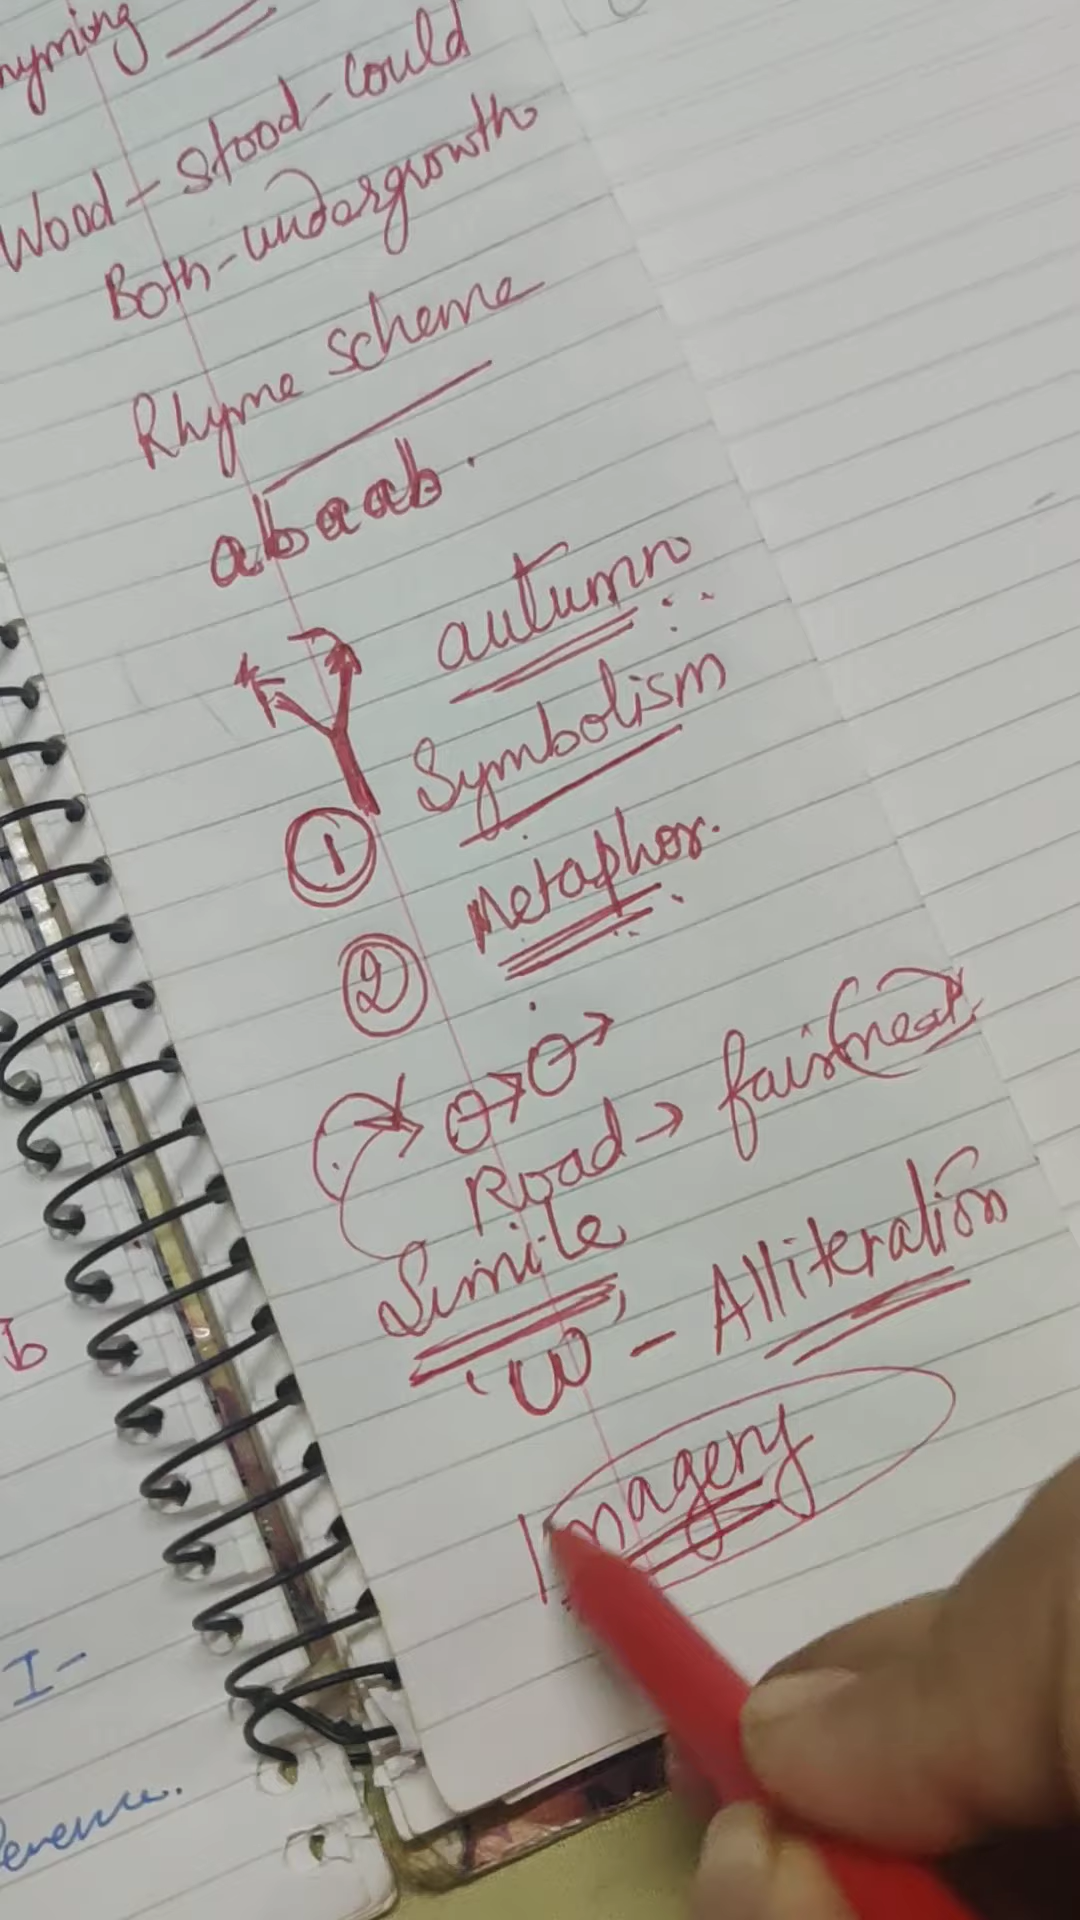 Rhyming
Wood - stood - could
Both - undergrowth
Rhyme scheme
abaab.
autumn
Symbolism
1
Metaphor.
2
Road → fair (neat)
Simile
'W' - Alliteration
Imagery
b
I -